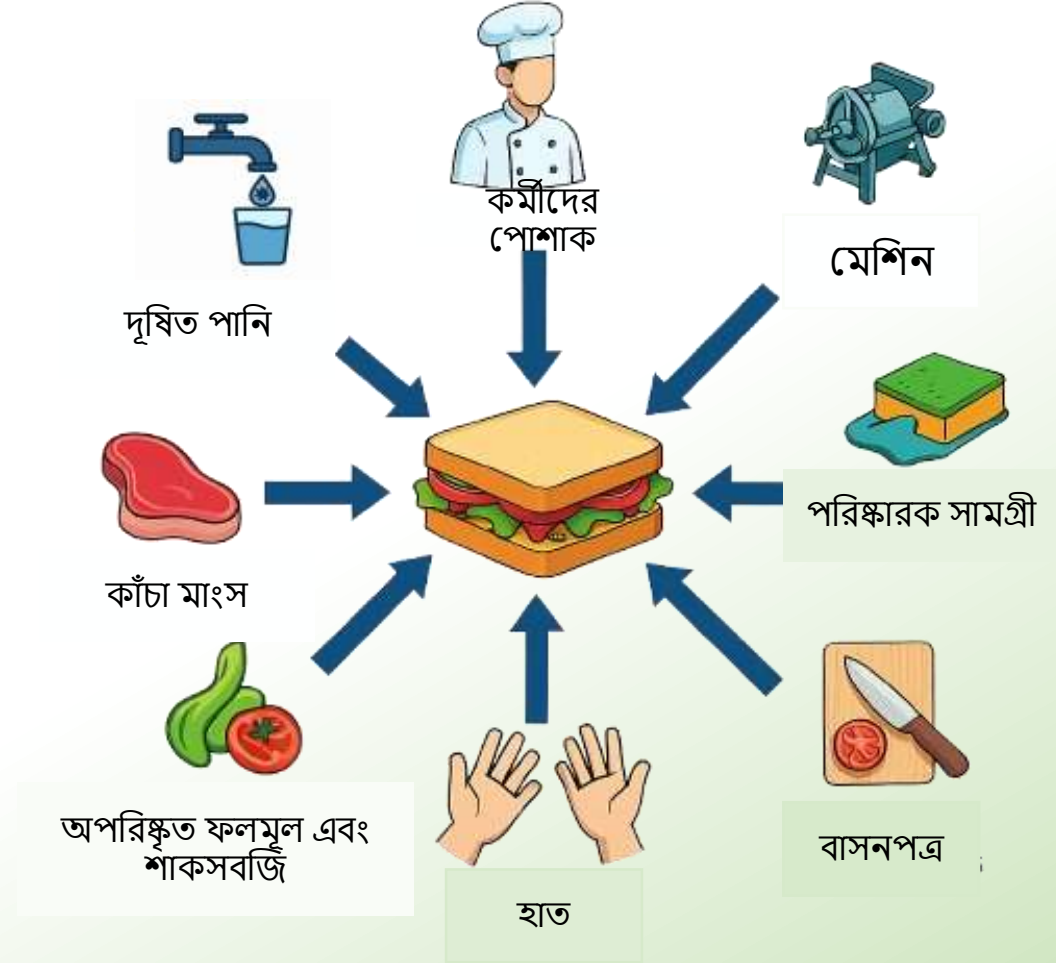 কর্মীদের
পোশাক
মেশিন
দূষিত পানি
পরিষ্কারক সামগ্রী
কাঁচা মাংস
অপরিষ্কৃত ফলমূল এবং
শাকসবজি
বাসনপত্র
হাত